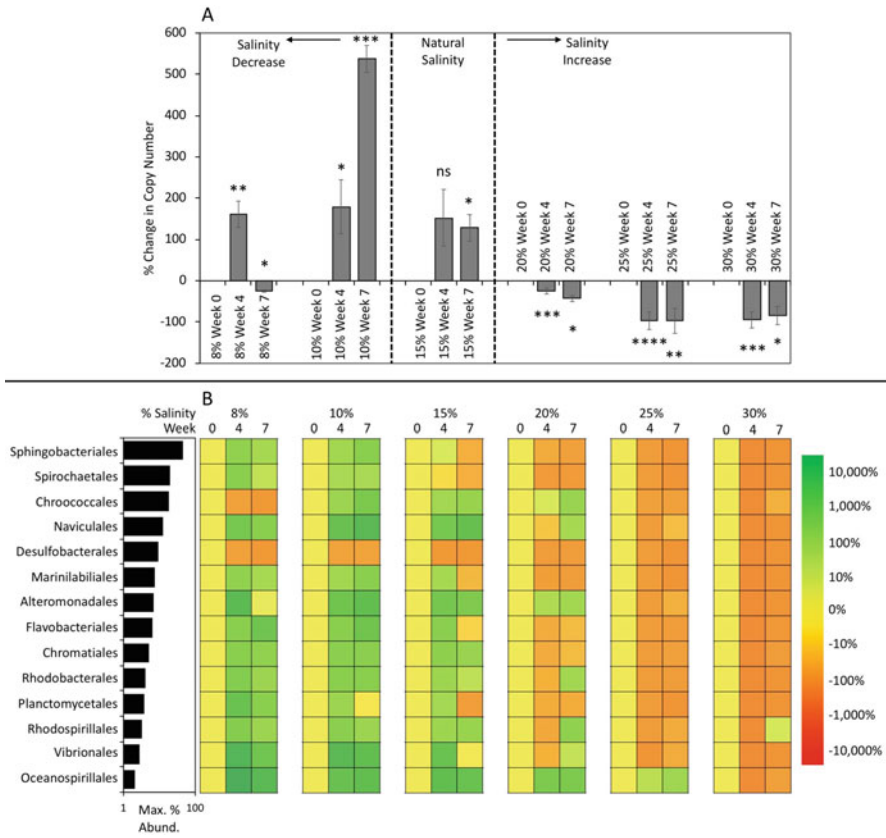 A
600
500
400
300
200
100
0
-100
-200
% Change in Copy Number
Salinity
Decrease
Natural
Salinity
Salinity
Increase
**
*
*
***
ns
*
***
*
****
**
***
*
8% Week 0
8% Week 4
8% Week 7
10% Week 0
10% Week 4
10% Week 7
15% Week 0
15% Week 4
15% Week 7
20% Week 0
20% Week 4
20% Week 7
25% Week 0
25% Week 4
25% Week 7
30% Week 0
30% Week 4
30% Week 7
B
% Salinity 8% 10% 15% 20% 25% 30%
Week 0 4 7 0 4 7 0 4 7 0 4 7 0 4 7 0 4 7
Sphingobacteriales
Spirochaetales
Chroococcales
Naviculales
Desulfobacterales
Marinilabiliales
Alteromonadales
Flavobacteriales
Chromatiales
Rhodobacterales
Planctomycetales
Rhodospirillales
Vibrionales
Oceanospirillales
1 100
Max. %
Abund.
10,000%
1,000%
100%
10%
0%
-10%
-100%
-1,000%
-10,000%